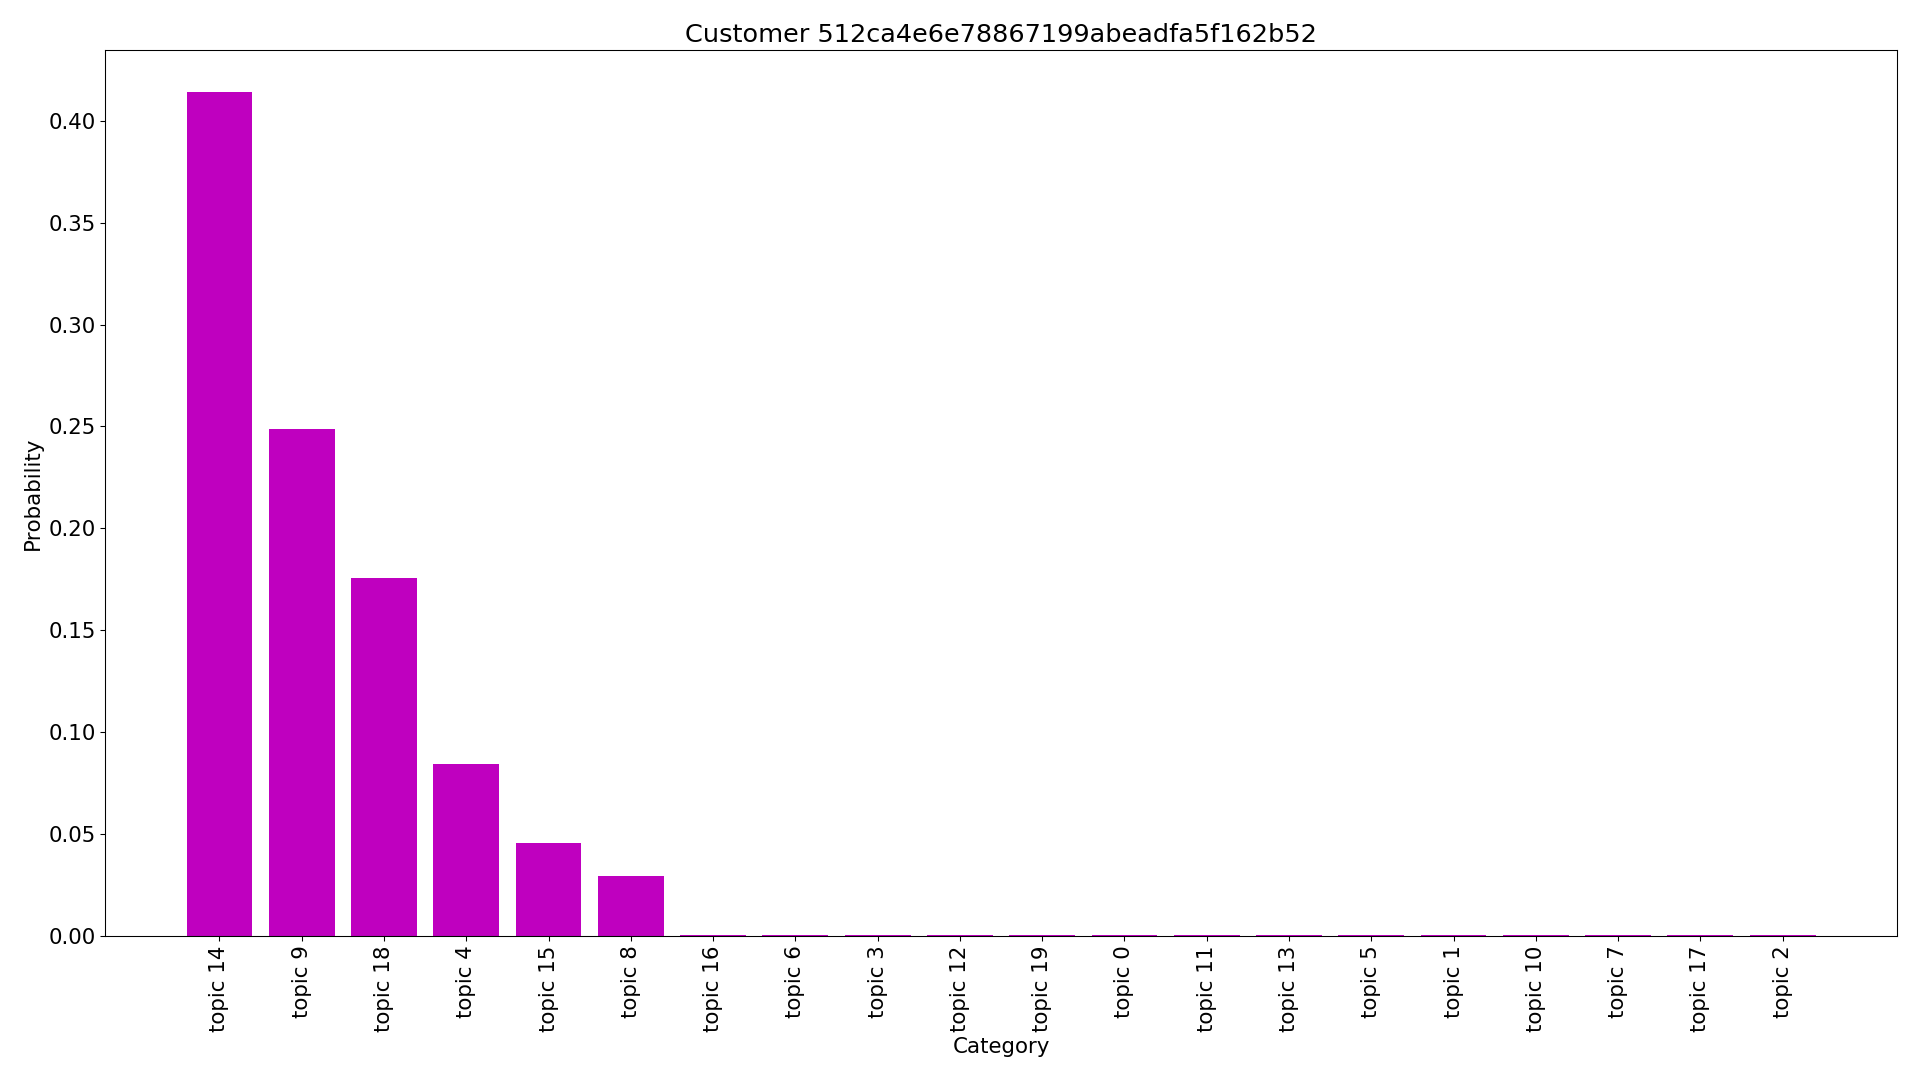 Customer 512ca4e6e78867199abeadfa5f162b52
Probability
0.40
0.35
0.30
0.25
0.20
0.15
0.10
0.05
0.00
topic 14
topic 9
topic 18
topic 4
topic 15
topic 8
topic 16
topic 6
topic 3
topic 12
topic 19
topic 0
topic 11
topic 13
topic 5
topic 1
topic 10
topic 7
topic 17
topic 2
Category